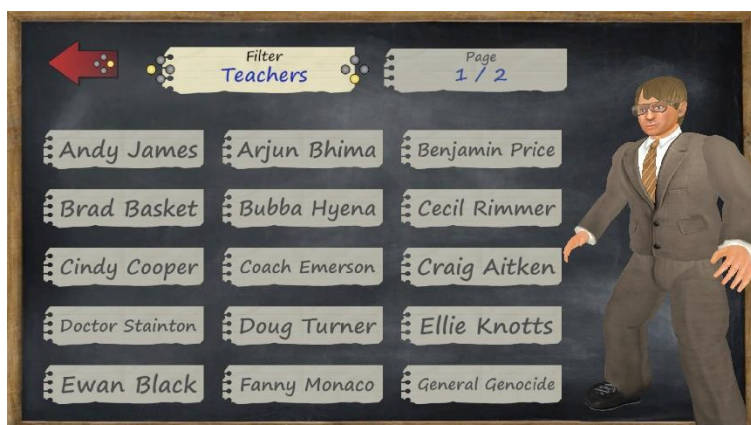 Filter
Teachers
Page
1 / 2
Andy James
Arjun Bhima
Benjamin Price
Brad Basket
Bubba Hyena
Cecil Rimmer
Cindy Cooper
Coach Emerson
Craig Aitken
Doctor Stainton
Doug Turner
Ellie Knotts
Ewan Black
Fanny Monaco
General Genocide